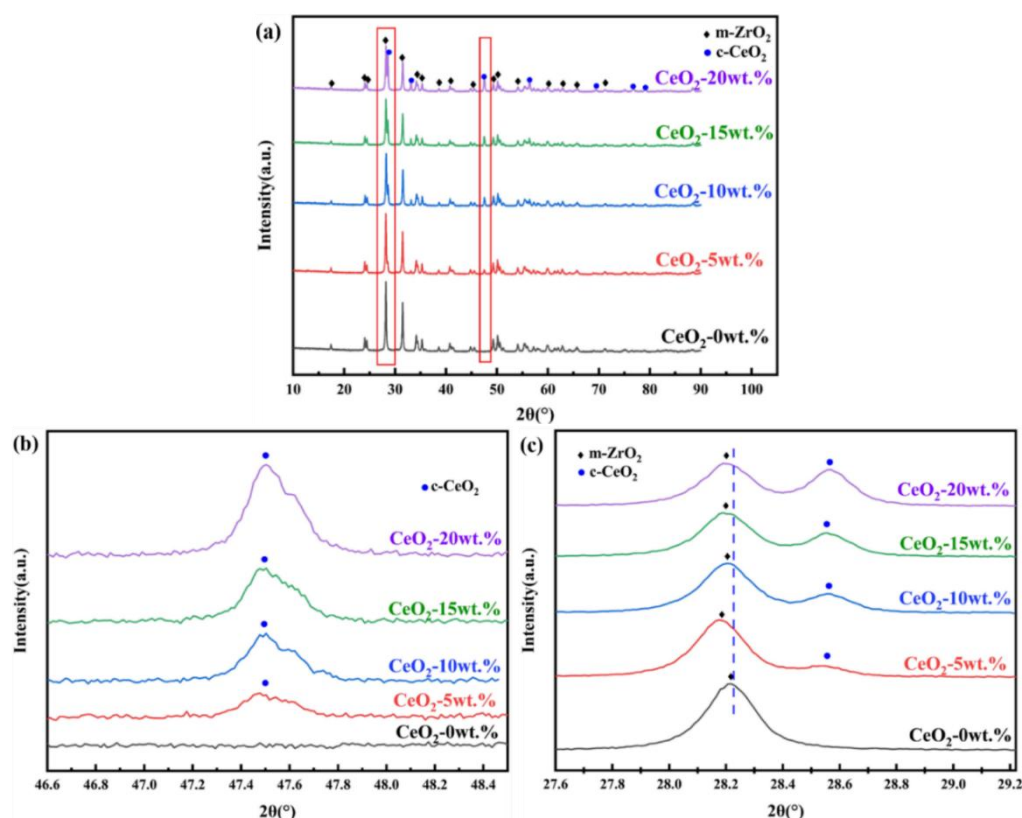 (a)
m-ZrO₂
c-CeO₂
CeO₂-20wt.%
CeO₂-15wt.%
CeO₂-10wt.%
CeO₂-5wt.%
CeO₂-0wt.%
Intensity(a.u.)
10 20 30 40 50 60 70 80 90 100
2θ(°)
(b)
c-CeO₂
CeO₂-20wt.%
CeO₂-15wt.%
CeO₂-10wt.%
CeO₂-5wt.%
CeO₂-0wt.%
Intensity(a.u.)
46.6 46.8 47.0 47.2 47.4 47.6 47.8 48.0 48.2 48.4
2θ(°)
(c)
m-ZrO₂
c-CeO₂
CeO₂-20wt.%
CeO₂-15wt.%
CeO₂-10wt.%
CeO₂-5wt.%
CeO₂-0wt.%
Intensity(a.u.)
27.6 27.8 28.0 28.2 28.4 28.6 28.8 29.0 29.2
2θ(°)